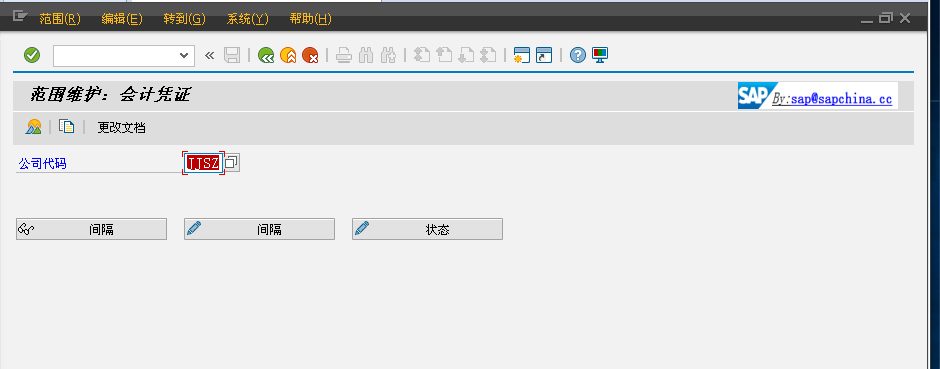 范围(R) 编辑(E) 转到(G) 系统(Y) 帮助(H)
范围维护：会计凭证
SAP By:sap@sapchina.cc
更改文档
公司代码 TTSZ
间隔 间隔 状态